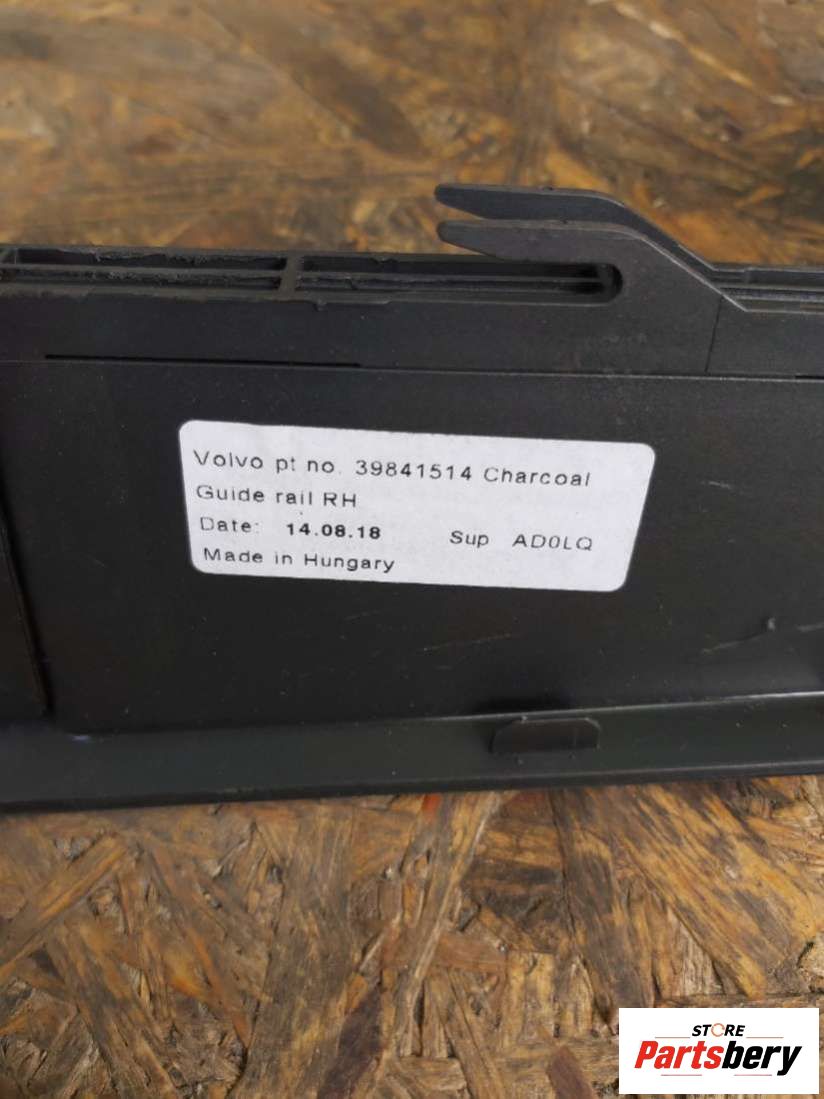 Volvo pt no. 39841514 Charcoal
Guide rail RH
Date: 14.08.18 Sup AD0LQ
Made in Hungary
STORE
Partsbery